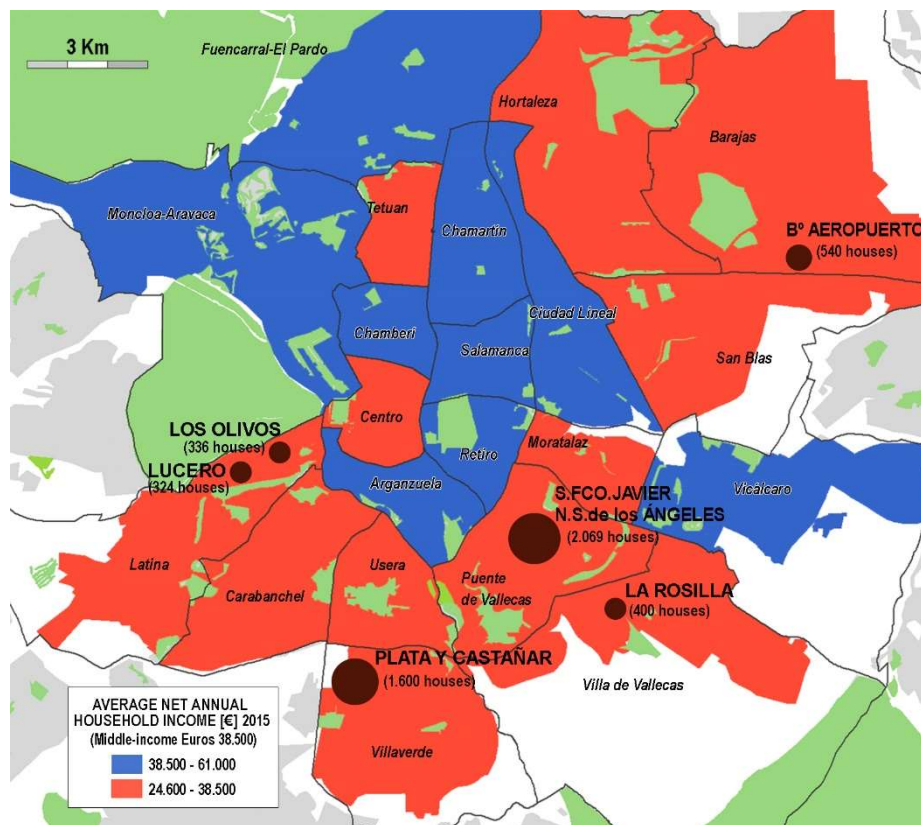 3 Km
Fuencarral-El Pardo
Hortaleza
Barajas
Moncloa-Aravaca
Tetuan
Chamartín
Bº AEROPUERTO
(540 houses)
Chamberi
Ciudad Lineal
Salamanca
San Blas
Centro
LOS OLIVOS
(336 houses)
Retiro
Moratalaz
LUCERO
(324 houses)
Arganzuela
Vicálcaro
S.FCO.JAVIER
N.S.de los ÁNGELES
(2.069 houses)
Latina
Usera
Carabanchel
Puente
de Vallecas
LA ROSILLA
(400 houses)
PLATA Y CASTAÑAR
(1.600 houses)
Villa de Vallecas
Villaverde
AVERAGE NET ANNUAL
HOUSEHOLD INCOME [€] 2015
(Middle-income Euros 38.500)
38.500 - 61.000
24.600 - 38.500